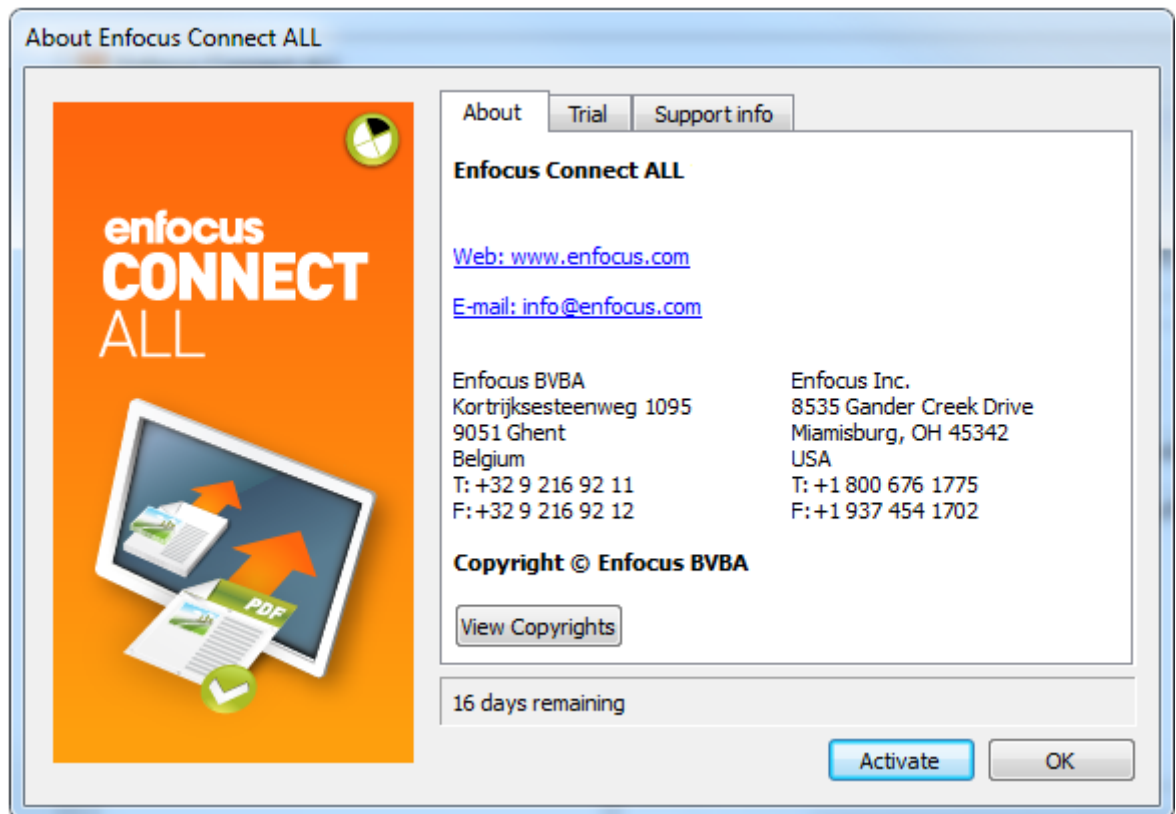 About Enfocus Connect ALL
enfocus
CONNECT
ALL
PDF
About
Trial
Support info
Enfocus Connect ALL
Web: www.enfocus.com
E-mail: info@enfocus.com
Enfocus BVBA
Kortrijksesteenweg 1095
9051 Ghent
Belgium
T: +32 9 216 92 11
F:+32 9 216 92 12
Enfocus Inc.
8535 Gander Creek Drive
Miamisburg, OH 45342
USA
T: +1 800 676 1775
F:+1 937 454 1702
Copyright © Enfocus BVBA
View Copyrights
16 days remaining
Activate
OK